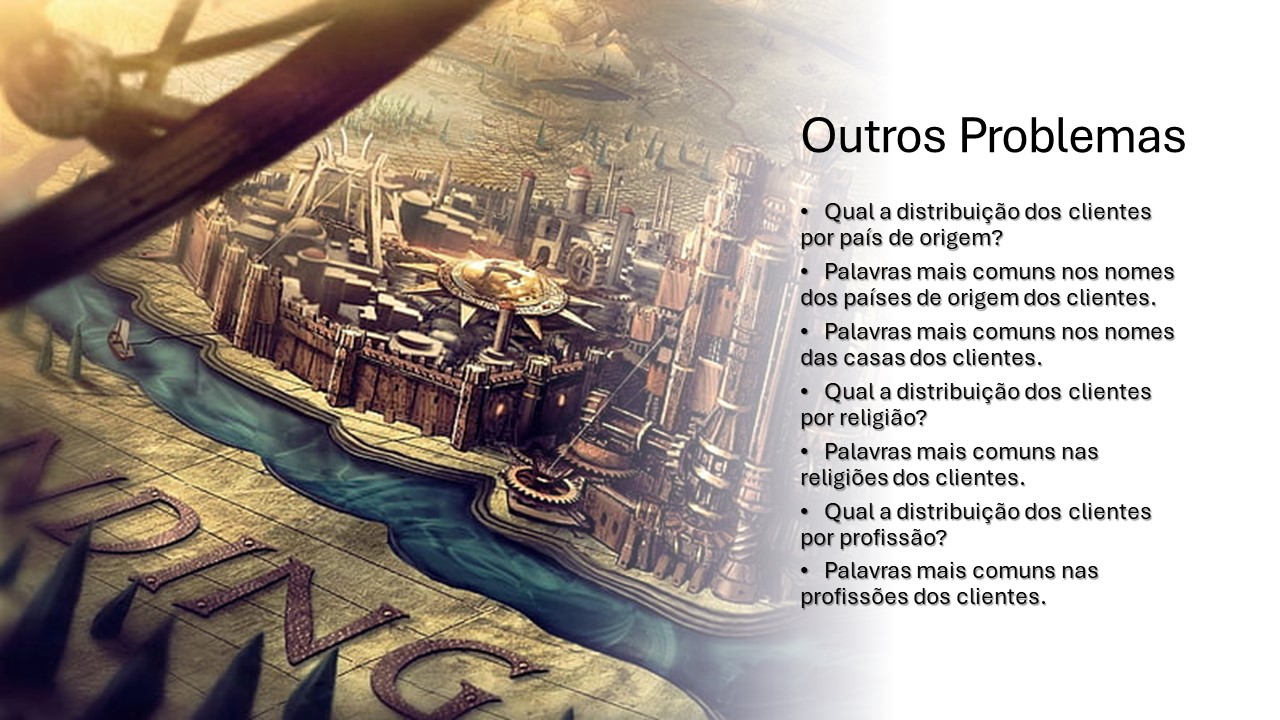 Outros Problemas
• Qual a distribuição dos clientes
por país de origem?
• Palavras mais comuns nos nomes
dos países de origem dos clientes.
• Palavras mais comuns nos nomes
das casas dos clientes.
• Qual a distribuição dos clientes
por religião?
• Palavras mais comuns nas
religiões dos clientes.
• Qual a distribuição dos clientes
por profissão?
• Palavras mais comuns nas
profissões dos clientes.
NDING